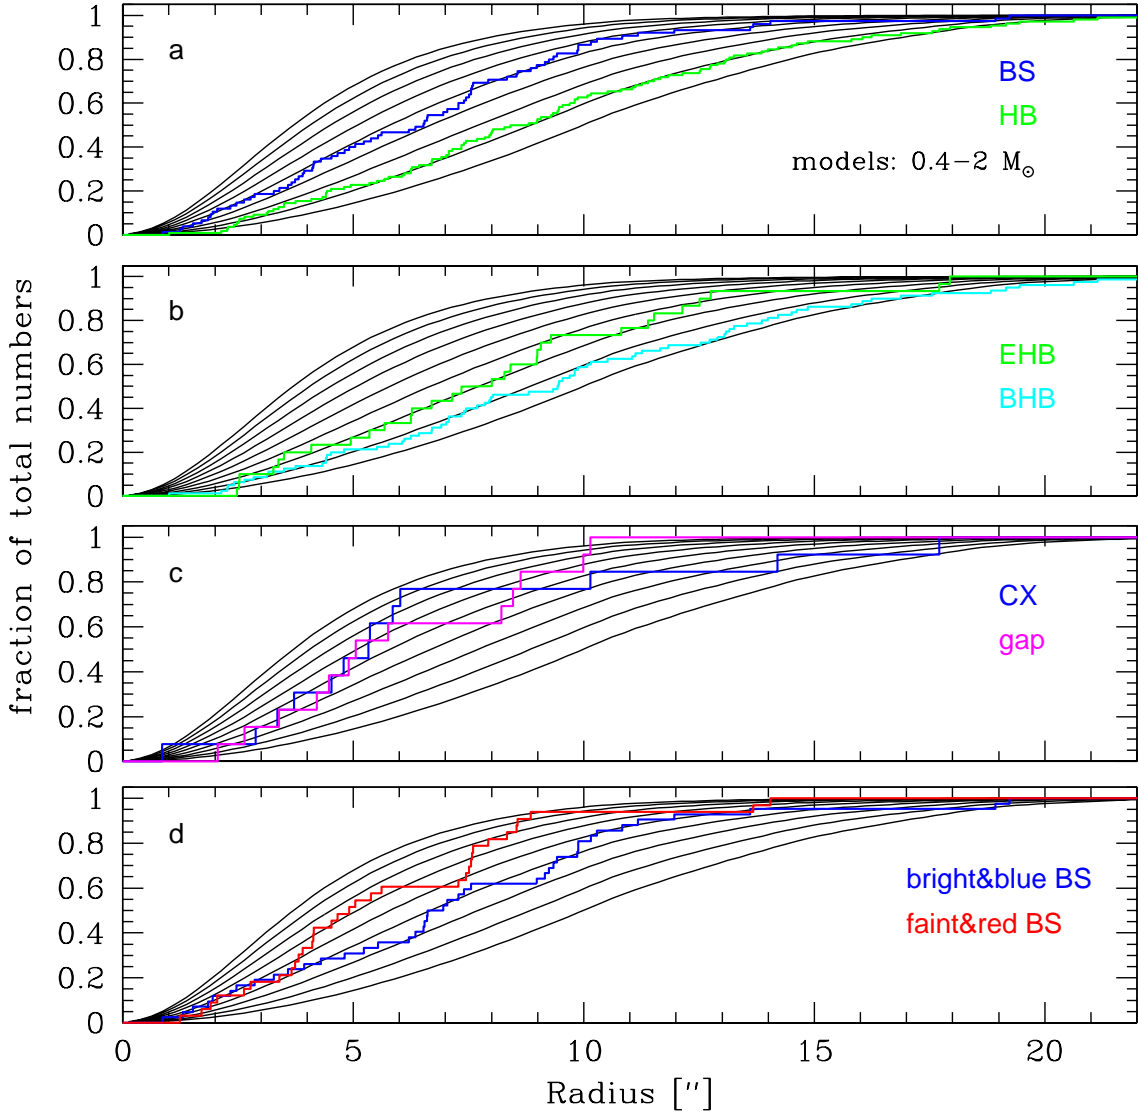 fraction of total numbers
1
0.8
0.6
0.4
0.2
0
a
BS
HB
models: 0.4−2 M⊙
1
0.8
0.6
0.4
0.2
0
b
EHB
BHB
1
0.8
0.6
0.4
0.2
0
c
CX
gap
1
0.8
0.6
0.4
0.2
0
d
bright&blue BS
faint&red BS
0 5 10 15 20
Radius ["]